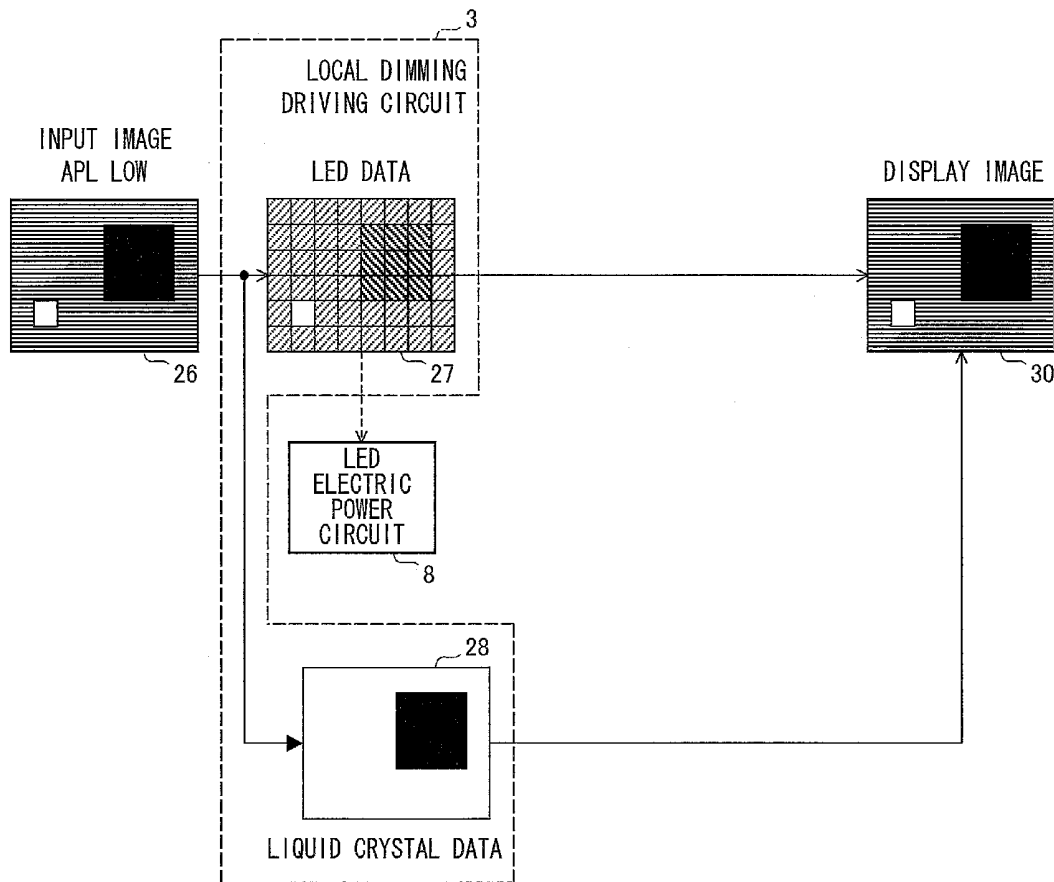 3
LOCAL DIMMING
DRIVING CIRCUIT
INPUT IMAGE
APL LOW
LED DATA
DISPLAY IMAGE
26
27
30
LED
ELECTRIC
POWER
CIRCUIT
8
28
LIQUID CRYSTAL DATA